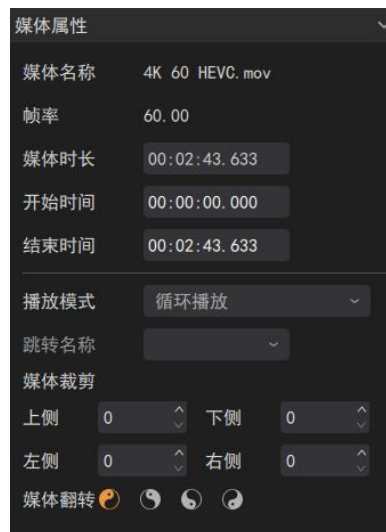 媒体属性
媒体名称 4K 60 HEVC.mov
帧率 60.00
媒体时长 00:02:43.633
开始时间 00:00:00.000
结束时间 00:02:43.633
播放模式 循环播放
跳转名称
媒体裁剪
上侧 0 下侧 0
左侧 0 右侧 0
媒体翻转